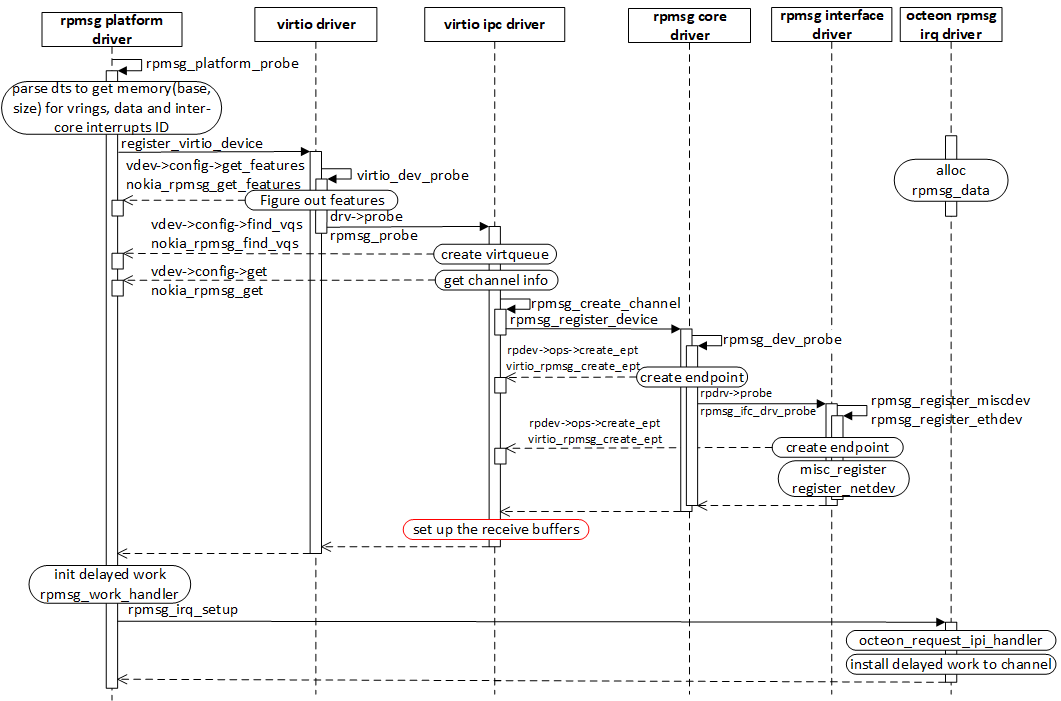 rpmsg platform
driver
virtio driver
virtio ipc driver
rpmsg core
driver
rpmsg interface
driver
octeon rpmsg
irq driver
rpmsg_platform_probe
parse dts to get memory(base,
size) for vrings, data and inter-
core interrupts ID
register_virtio_device
vdev->config->get_features
nokia_rpmsg_get_features
virtio_dev_probe
alloc
rpmsg_data
Figure out features
drv->probe
rpmsg_probe
vdev->config->find_vqs
nokia_rpmsg_find_vqs
create virtqueue
vdev->config->get
nokia_rpmsg_get
get channel info
rpmsg_create_channel
rpmsg_register_device
rpmsg_dev_probe
rpdev->ops->create_ept
virtio_rpmsg_create_ept
create endpoint
rpdrv->probe
rpmsg_ifc_drv_probe
rpmsg_register_miscdev
rpmsg_register_ethdev
rpdev->ops->create_ept
virtio_rpmsg_create_ept
create endpoint
misc_register
register_netdev
set up the receive buffers
init delayed work
rpmsg_work_handler
rpmsg_irq_setup
octeon_request_ipi_handler
install delayed work to channel